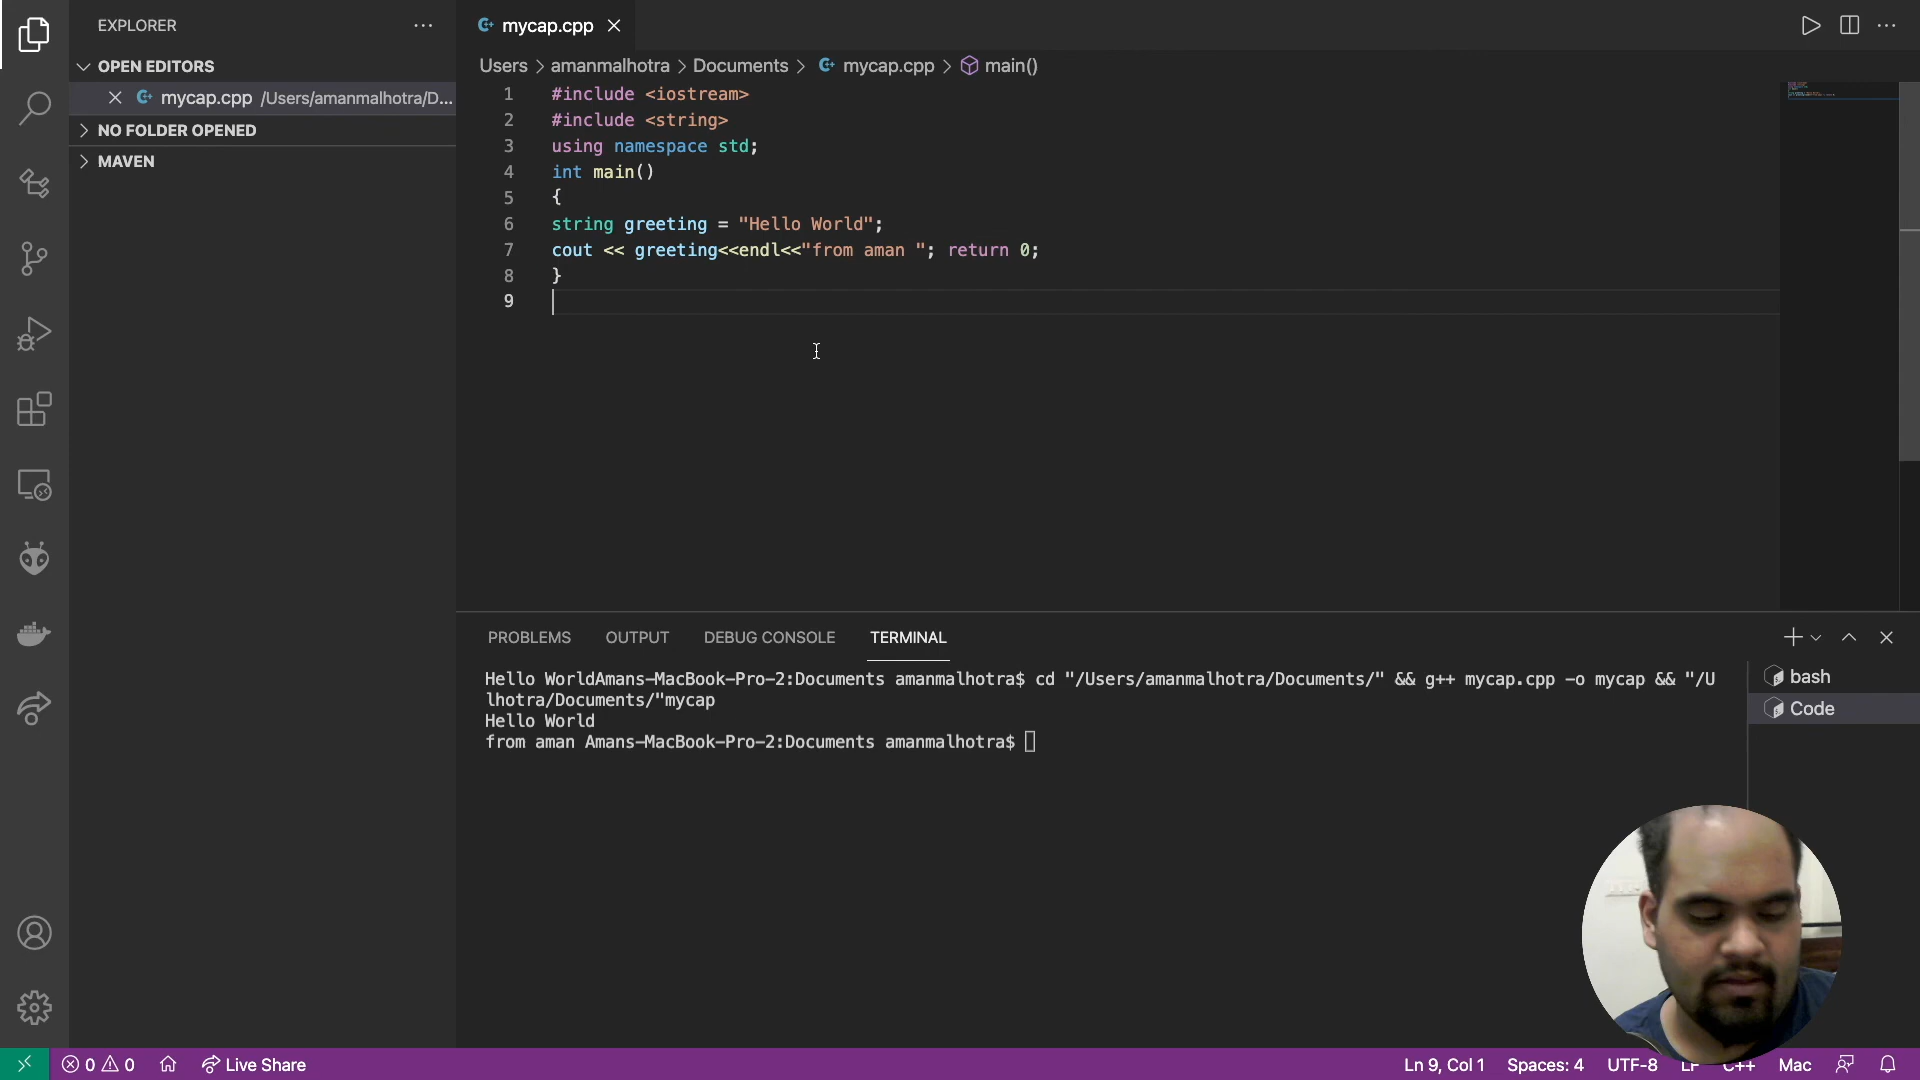 EXPLORER
mycap.cpp
OPEN EDITORS
mycap.cpp /Users/amanmalhotra/D...
NO FOLDER OPENED
MAVEN
Users > amanmalhotra > Documents > mycap.cpp > main()
1 #include <iostream>
2 #include <string>
3 using namespace std;
4 int main()
5 {
6 string greeting = "Hello World";
7 cout << greeting<<endl<<"from aman "; return 0;
8 }
9
PROBLEMS OUTPUT DEBUG CONSOLE TERMINAL
Hello WorldAmans-MacBook-Pro-2:Documents amanmalhotra$ cd "/Users/amanmalhotra/Documents/" && g++ mycap.cpp -o mycap && "/U
lhotra/Documents/"mycap
Hello World
from aman Amans-MacBook-Pro-2:Documents amanmalhotra$
bash
Code
0 0 Live Share Ln 9, Col 1 Spaces: 4 UTF-8 LF C++ Mac